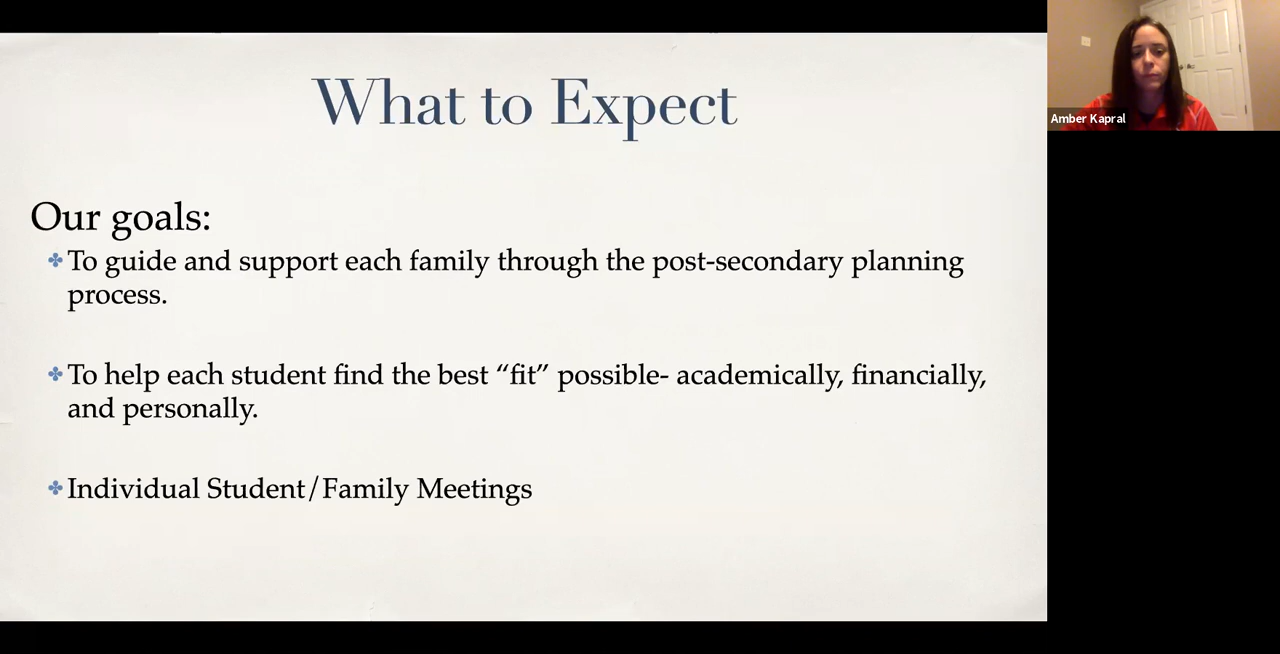 What to Expect
Amber Kapral
Our goals:
To guide and support each family through the post-secondary planning
process.
To help each student find the best “fit” possible- academically, financially,
and personally.
Individual Student/Family Meetings